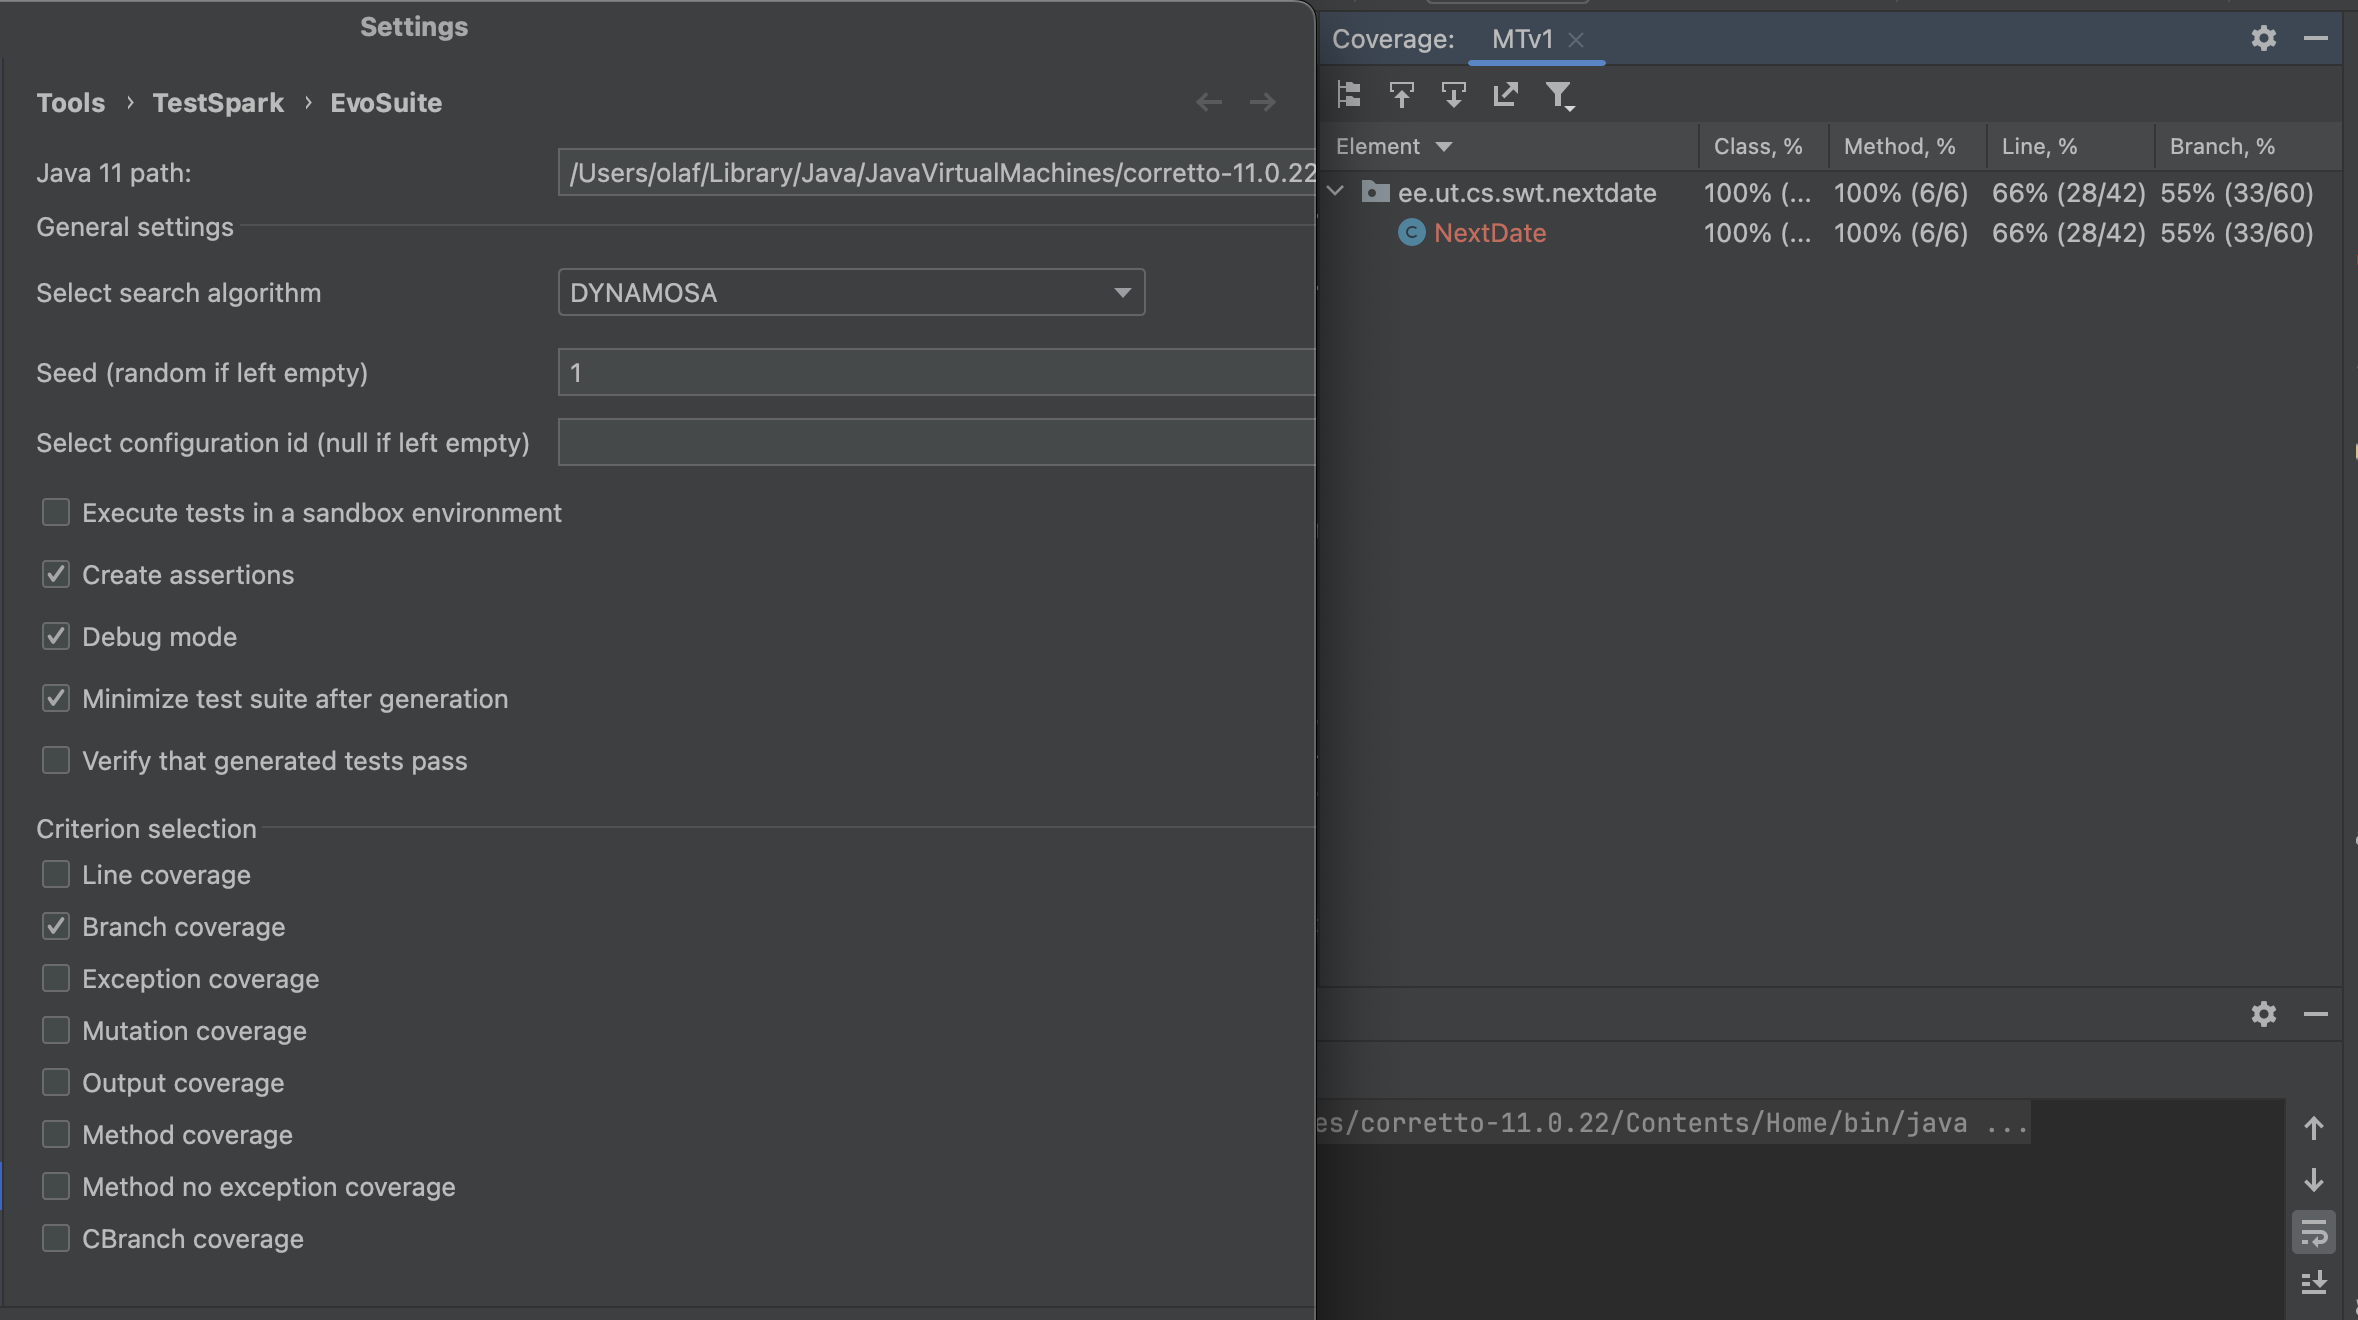 Settings
Tools › TestSpark › EvoSuite
Java 11 path:
/Users/olaf/Library/Java/JavaVirtualMachines/corretto-11.0.22
General settings
Select search algorithm
DYNAMOSA
Seed (random if left empty)
1
Select configuration id (null if left empty)
Execute tests in a sandbox environment
Create assertions
Debug mode
Minimize test suite after generation
Verify that generated tests pass
Criterion selection
Line coverage
Branch coverage
Exception coverage
Mutation coverage
Output coverage
Method coverage
Method no exception coverage
CBranch coverage
Coverage: MTv1
Element Class, % Method, % Line, % Branch, %
ee.ut.cs.swt.nextdate 100% (... 100% (6/6) 66% (28/42) 55% (33/60)
C NextDate 100% (... 100% (6/6) 66% (28/42) 55% (33/60)
es/corretto-11.0.22/Contents/Home/bin/java ...